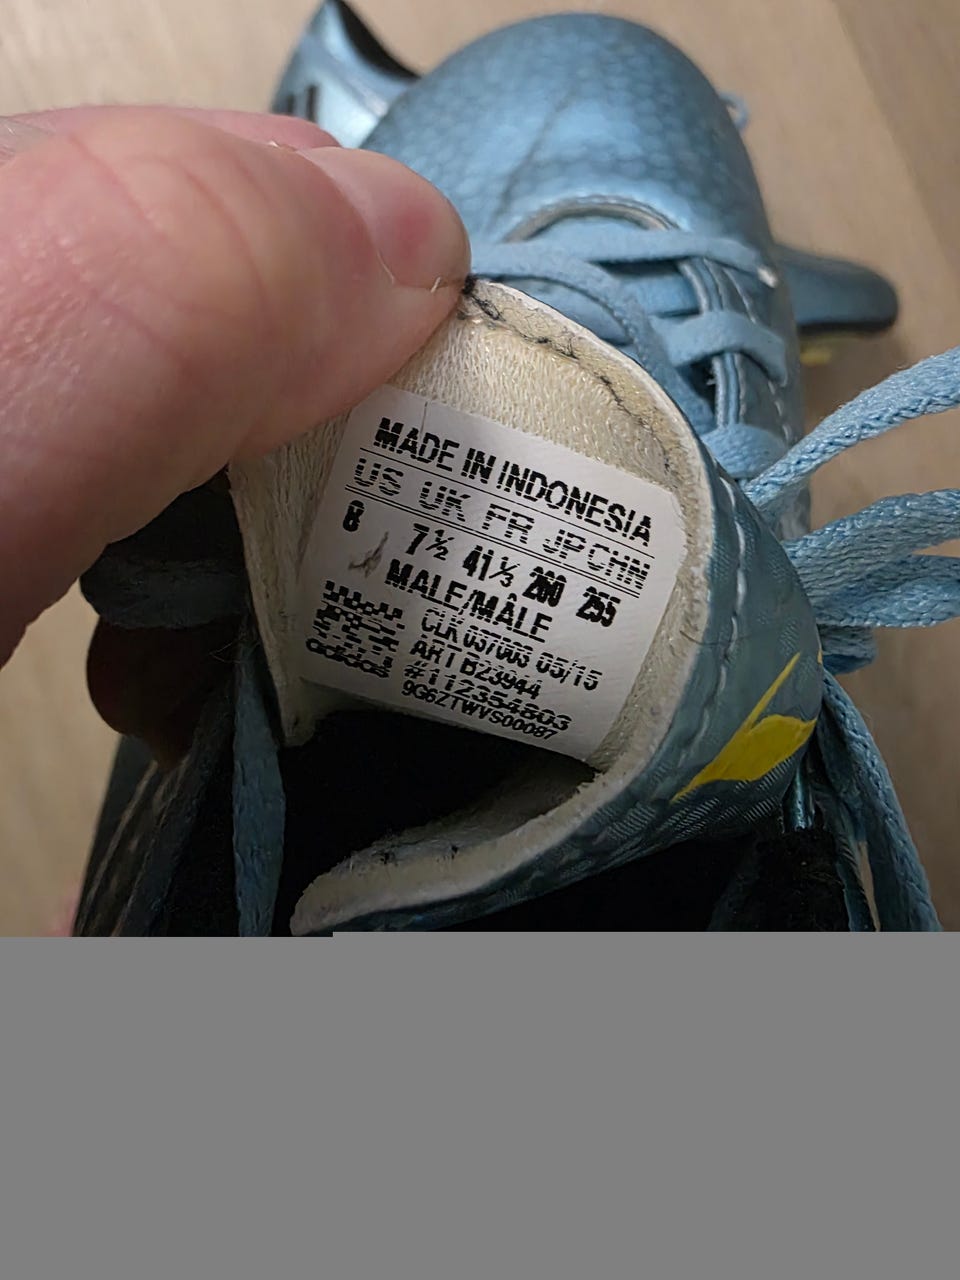 MADE IN INDONESIA
US UK FR JP CHN
8 7½ 41⅓ 260 255
MALE/MÂLE
CLK 037003 05/15
ART B23944
#112354803
9G6ZTWVS00087
adidas